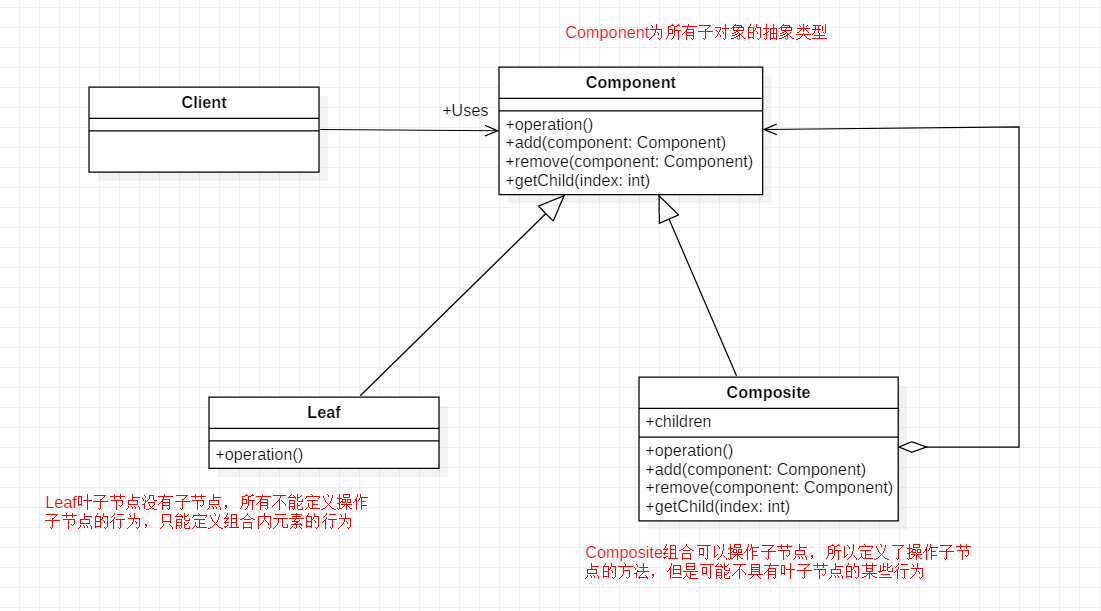 Component为所有子对象的抽象类型
Client
+Uses
Component
+operation()
+add(component: Component)
+remove(component: Component)
+getChild(index: int)
Leaf
+operation()
Leaf叶子节点没有子节点，所有不能定义操作
子节点的行为，只能定义组合内元素的行为
Composite
+children
+operation()
+add(component: Component)
+remove(component: Component)
+getChild(index: int)
Composite组合可以操作子节点，所以定义了操作子节
点的方法，但是可能不具有叶子节点的某些行为